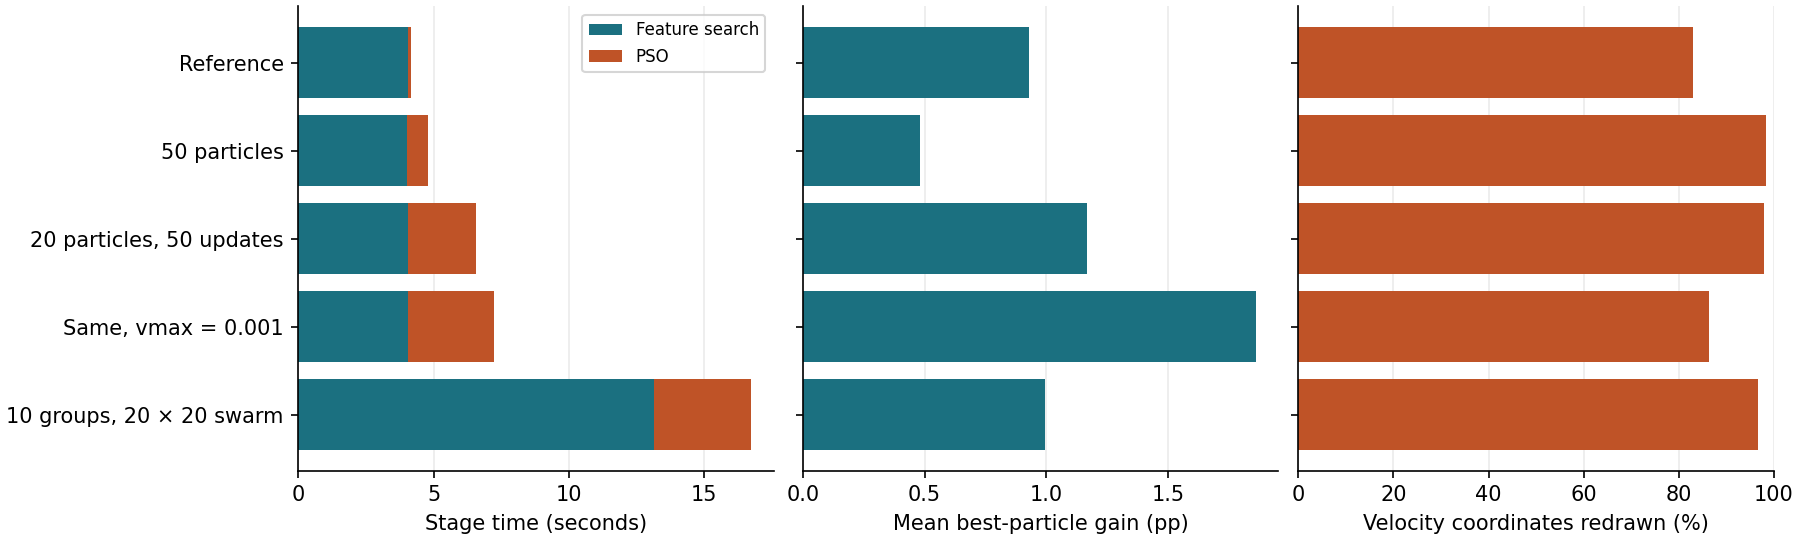 Feature search
PSO
Reference
50 particles
20 particles, 50 updates
Same, vmax = 0.001
10 groups, 20 × 20 swarm
0 5 10 15
0.0 0.5 1.0 1.5
0 20 40 60 80 100
Stage time (seconds)
Mean best-particle gain (pp)
Velocity coordinates redrawn (%)